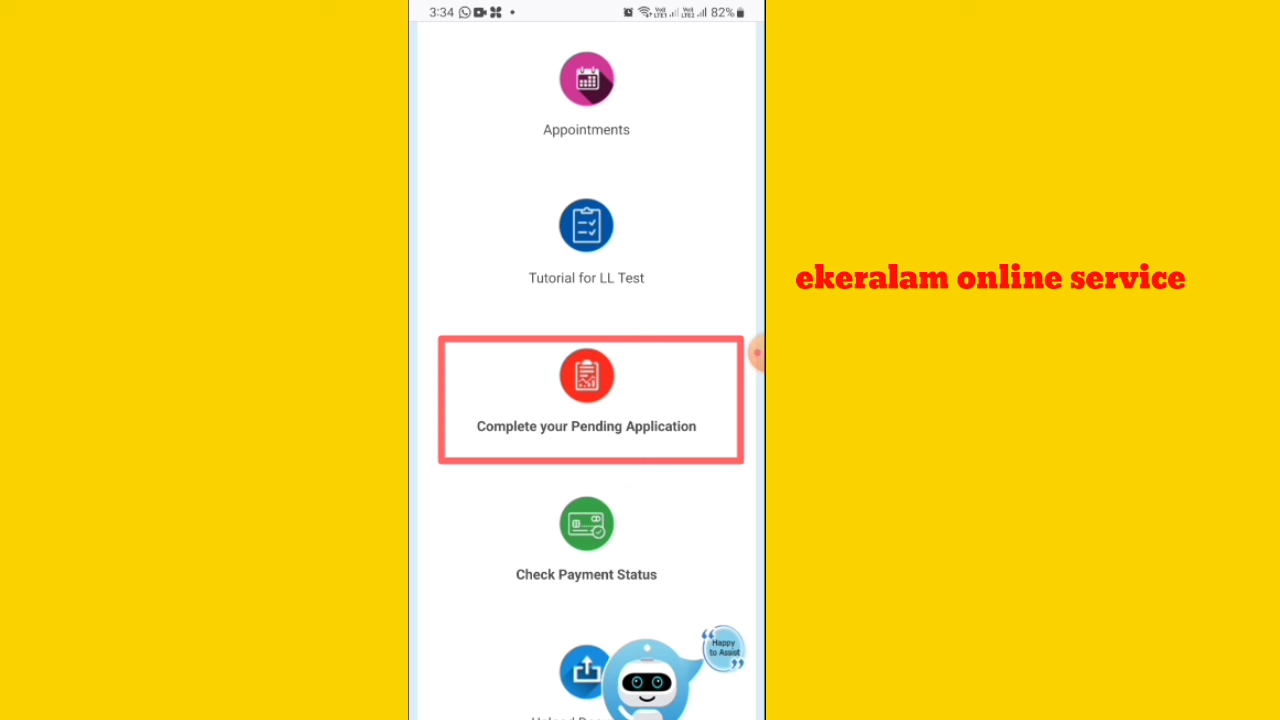 3:34
82%
Appointments
Tutorial for LL Test
ekeralam online service
Complete your Pending Application
Check Payment Status
Happy
to Assist
Upload